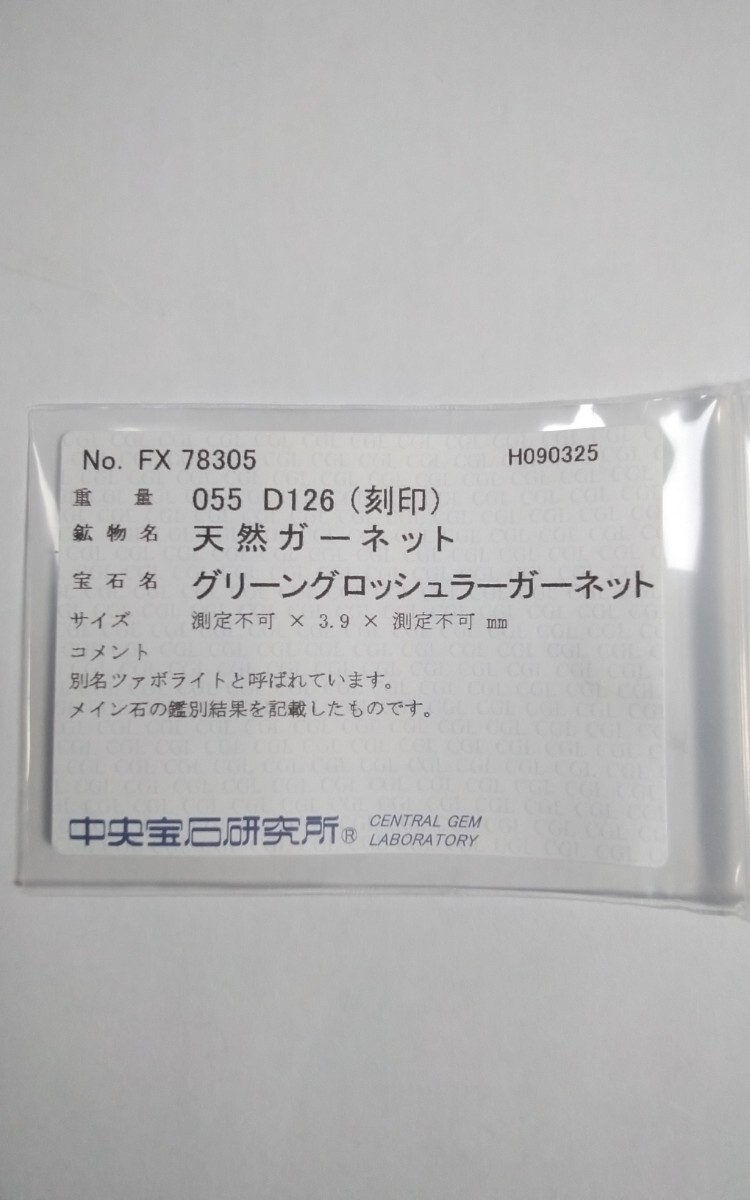 No. FX 78305 H090325
重量 055 D126 (刻印)
鉱物名 天然ガーネット
宝石名 グリーングロッシュラーガーネット
サイズ 測定不可 × 3.9 × 測定不可 mm
コメント
別名ツァボライトと呼ばれています。
メイン石の鑑別結果を記載したものです。
中央宝石研究所® CENTRAL GEM
LABORATORY